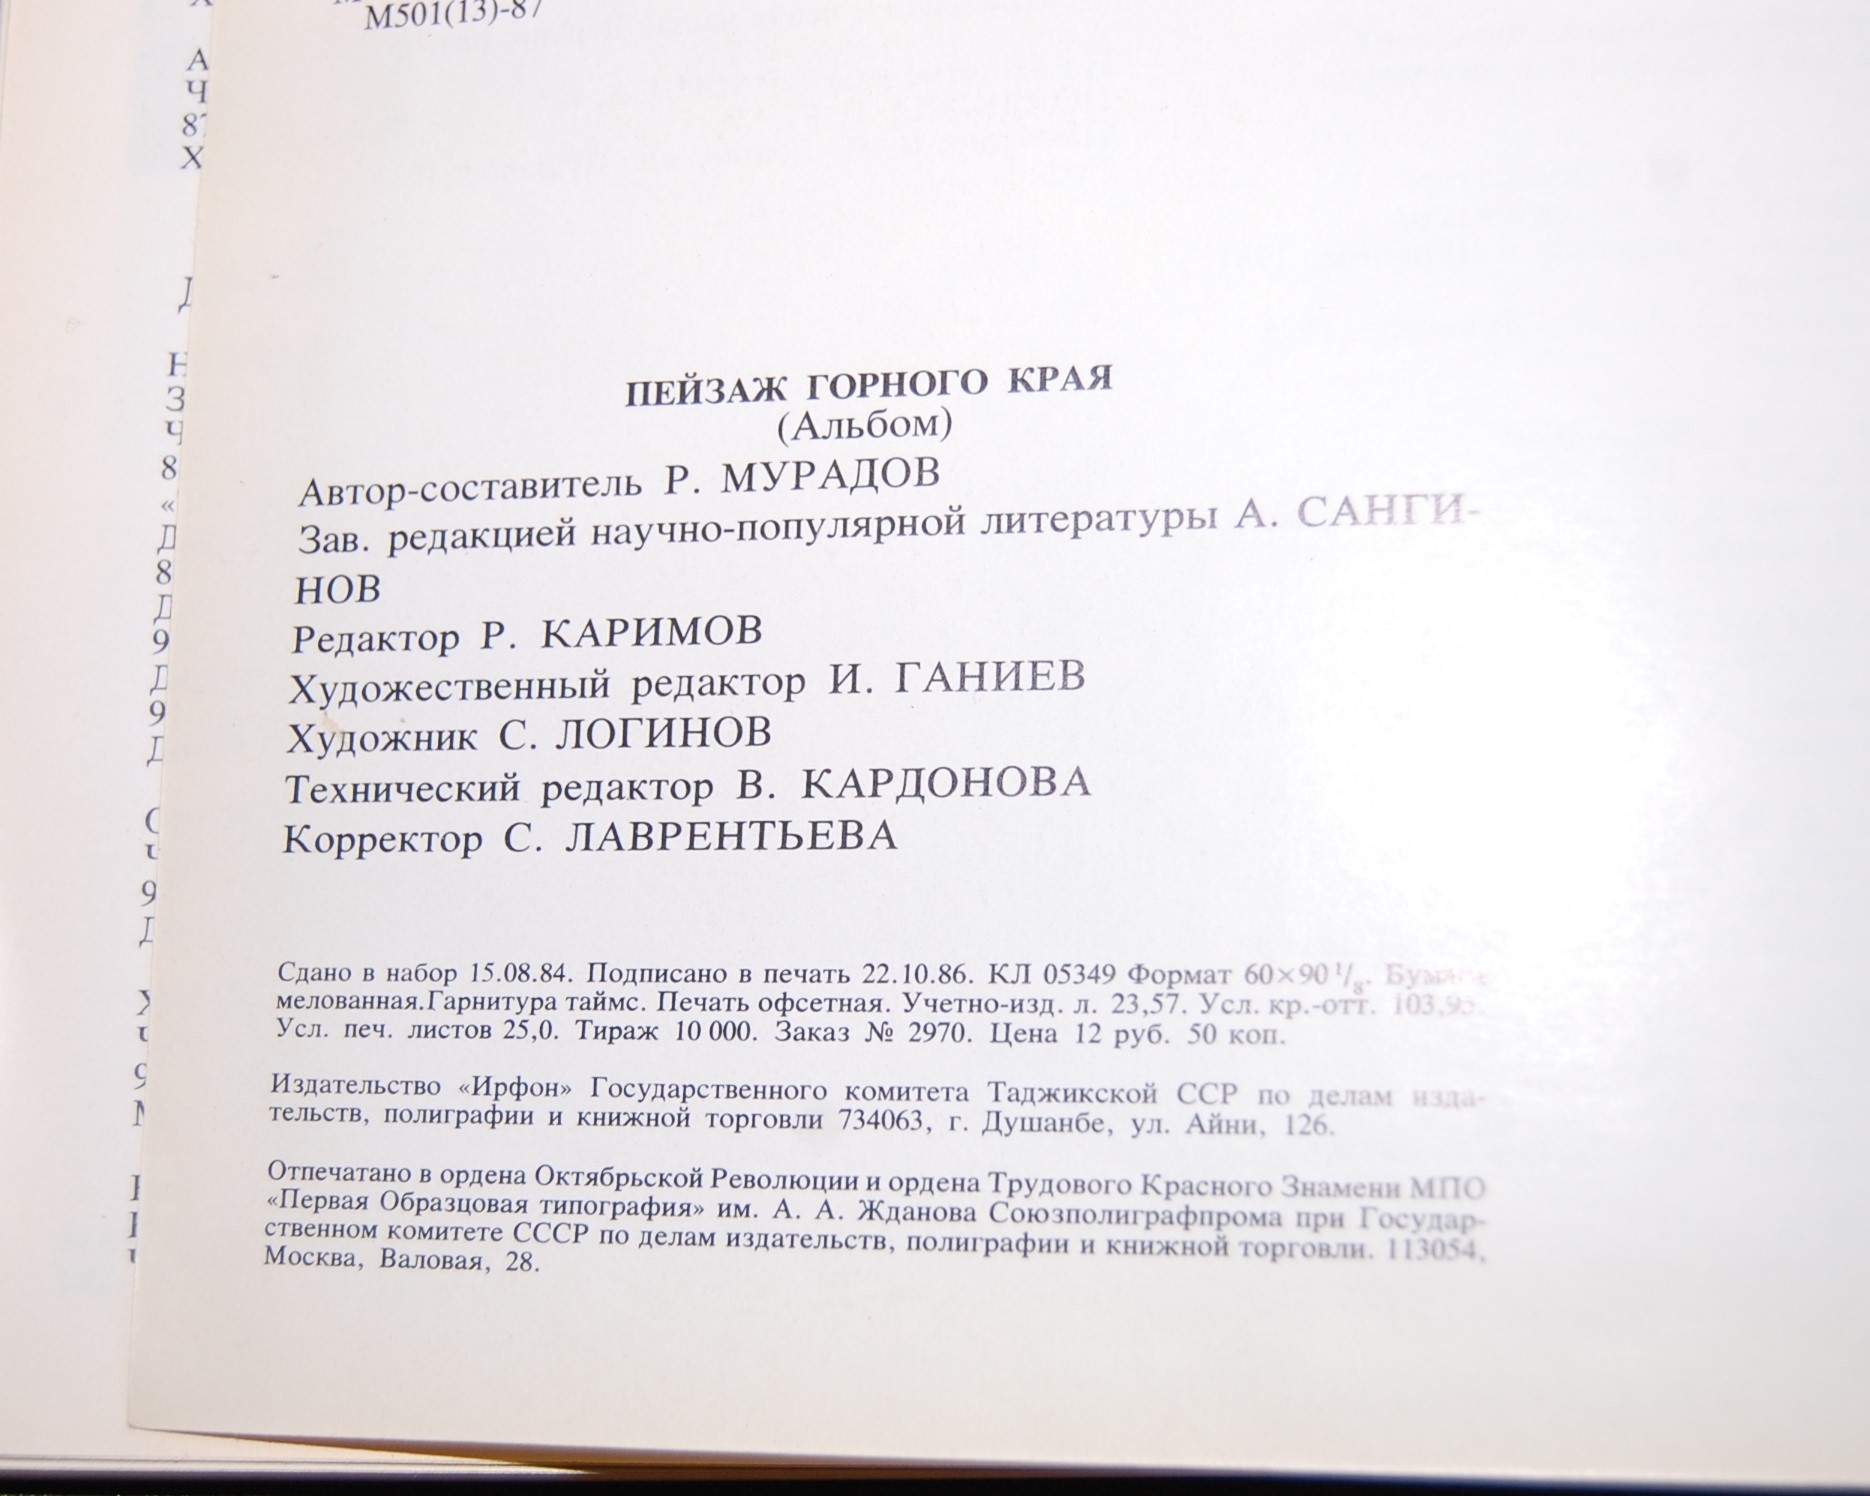 М501(13)-87
ПЕЙЗАЖ ГОРНОГО КРАЯ
(Альбом)
Автор-составитель Р. МУРАДОВ
Зав. редакцией научно-популярной литературы А. САНГИ-
НОВ
Редактор Р. КАРИМОВ
Художественный редактор И. ГАНИЕВ
Художник С. ЛОГИНОВ
Технический редактор В. КАРДОНОВА
Корректор С. ЛАВРЕНТЬЕВА
Сдано в набор 15.08.84. Подписано в печать 22.10.86. КЛ 05349 Формат 60×90 1/8. Бумага
мелованная.Гарнитура таймс. Печать офсетная. Учетно-изд. л. 23,57. Усл. кр.-отт. 103,95.
Усл. печ. листов 25,0. Тираж 10 000. Заказ № 2970. Цена 12 руб. 50 коп.
Издательство «Ирфон» Государственного комитета Таджикской ССР по делам изда-
тельств, полиграфии и книжной торговли 734063, г. Душанбе, ул. Айни, 126.
Отпечатано в ордена Октябрьской Революции и ордена Трудового Красного Знамени МПО
«Первая Образцовая типография» им. А. А. Жданова Союзполиграфпрома при Государ-
ственном комитете СССР по делам издательств, полиграфии и книжной торговли. 113054,
Москва, Валовая, 28.